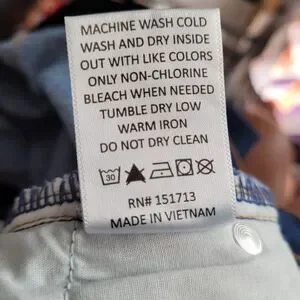 MACHINE WASH COLD
WASH AND DRY INSIDE
OUT WITH LIKE COLORS
ONLY NON-CHLORINE
BLEACH WHEN NEEDED
TUMBLE DRY LOW
WARM IRON
DO NOT DRY CLEAN
30
RN# 151713
MADE IN VIETNAM